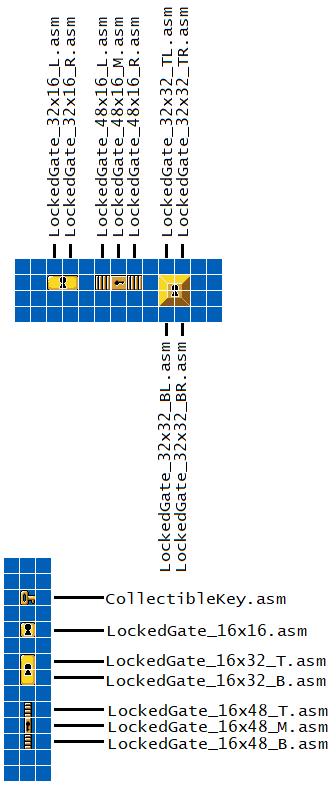 LockedGate_32x16_L.asm
LockedGate_32x16_R.asm
LockedGate_48x16_L.asm
LockedGate_48x16_M.asm
LockedGate_48x16_R.asm
LockedGate_32x32_TL.asm
LockedGate_32x32_TR.asm
LockedGate_32x32_BL.asm
LockedGate_32x32_BR.asm
CollectibleKey.asm
LockedGate_16x16.asm
LockedGate_16x32_T.asm
LockedGate_16x32_B.asm
LockedGate_16x48_T.asm
LockedGate_16x48_M.asm
LockedGate_16x48_B.asm